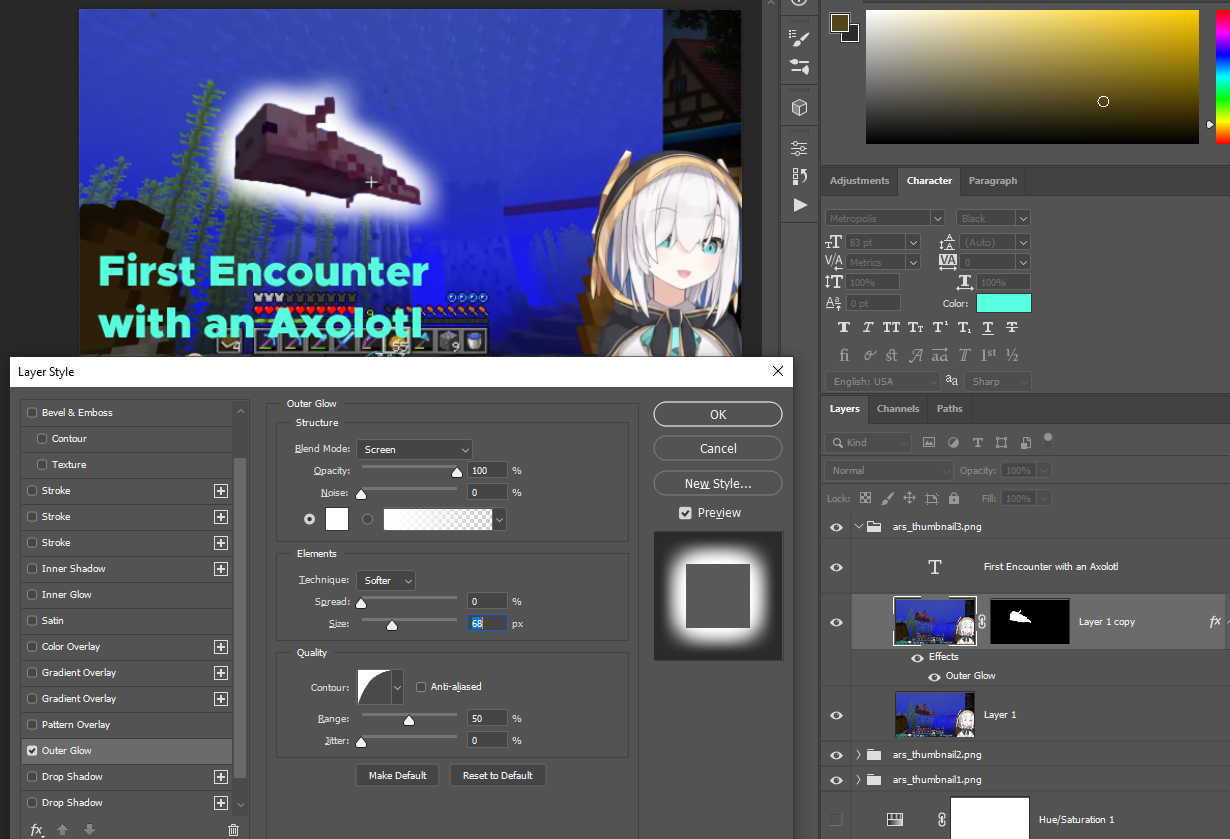 First Encounter
with an Axolotl
9
4
55
9
Layer Style
Bevel & Emboss
Contour
Texture
Stroke
Stroke
Stroke
Inner Shadow
Inner Glow
Satin
Color Overlay
Gradient Overlay
Gradient Overlay
Pattern Overlay
Outer Glow
Drop Shadow
Drop Shadow
fx
Outer Glow
Structure
Blend Mode: Screen
Opacity: 100 %
Noise: 0 %
Elements
Technique: Softer
Spread: 0 %
Size: 68 px
Quality
Contour: Anti-aliased
Range: 50 %
Jitter: 0 %
Make Default Reset to Default
OK
Cancel
New Style...
Preview
Adjustments Character Paragraph
Metropolis Black
83 pt (Auto)
Metrics 0
100% 100%
0 pt Color:
T T TT Tt T¹ T₁ T T
fi st A aa T 1st ½
English: USA aa Sharp
Layers Channels Paths
Kind
Normal Opacity: 100%
Lock: Fill: 100%
ars_thumbnail3.png
T First Encounter with an Axolotl
Layer 1 copy fx
Effects
Outer Glow
Layer 1
ars_thumbnail2.png
ars_thumbnail1.png
Hue/Saturation 1